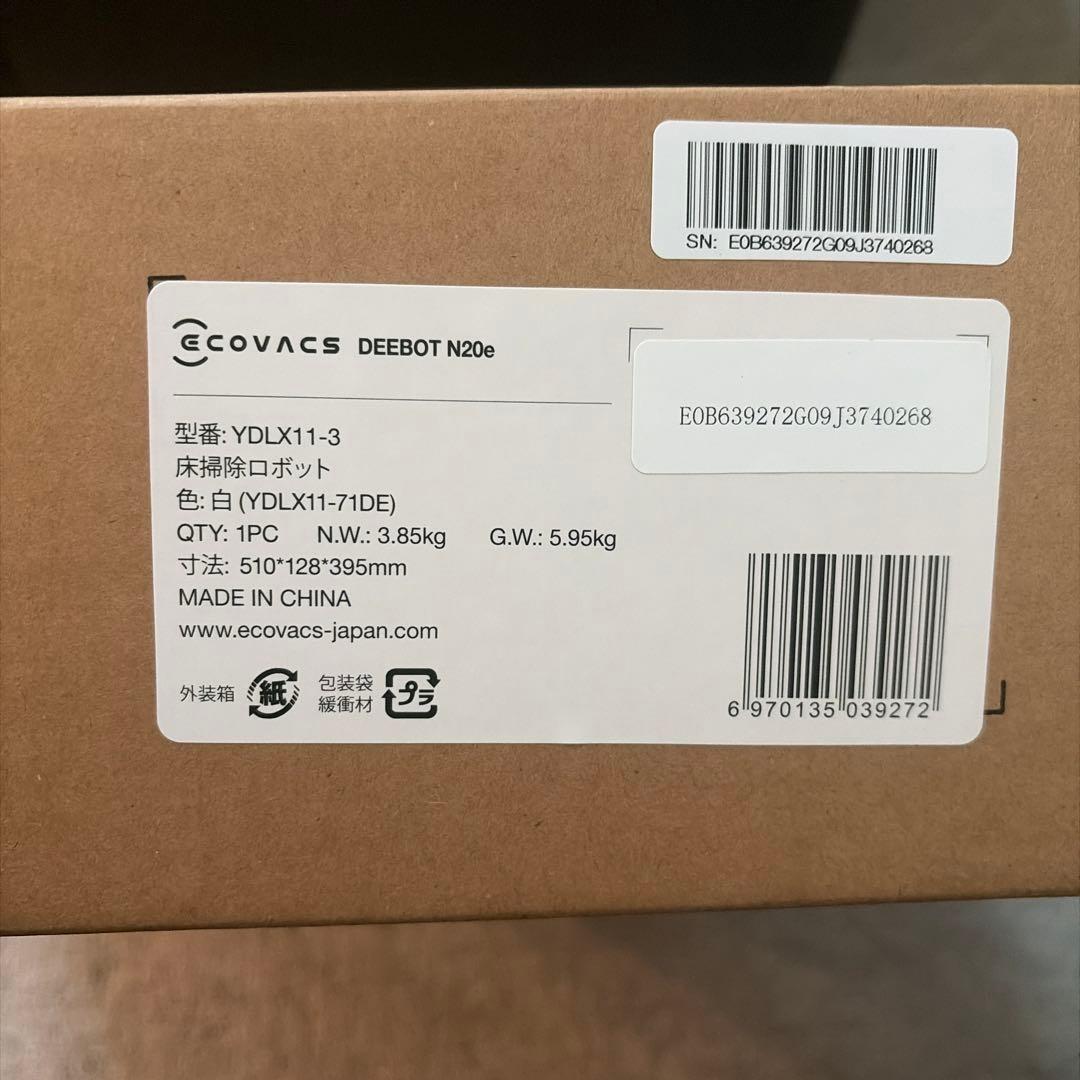 SN: E0B639272G09J3740268
ECOVACS DEEBOT N20e
E0B639272G09J3740268
型番: YDLX11-3
床掃除ロボット
色: 白 (YDLX11-71DE)
QTY: 1PC N.W.: 3.85kg G.W.: 5.95kg
寸法: 510*128*395mm
MADE IN CHINA
www.ecovacs-japan.com
外装箱 紙 包装袋 緩衝材 プラ
6 970135 039272